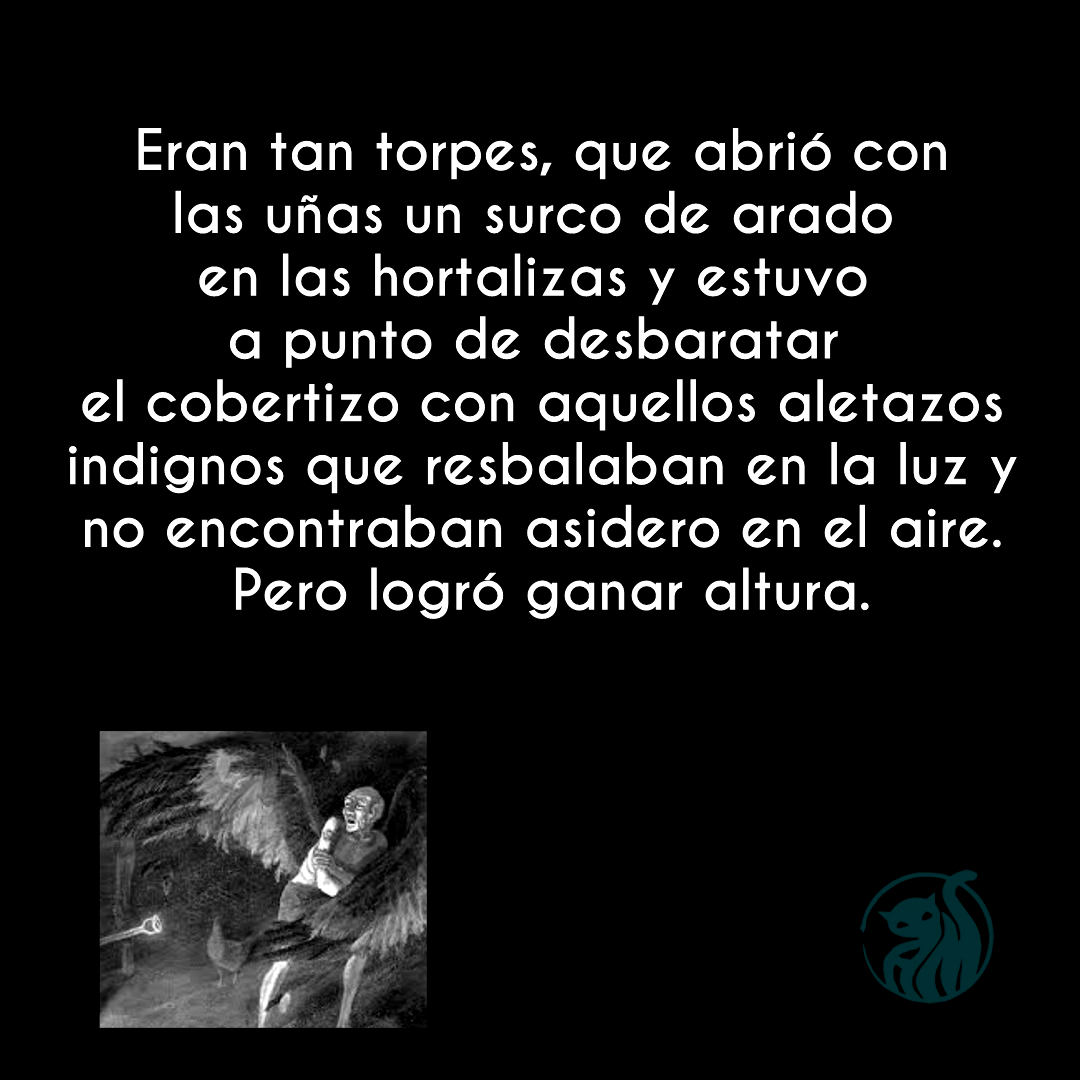 Eran tan torpes, que abrió con
las uñas un surco de arado
en las hortalizas y estuvo
a punto de desbaratar
el cobertizo con aquellos aletazos
indignos que resbalaban en la luz y
no encontraban asidero en el aire.
Pero logró ganar altura.